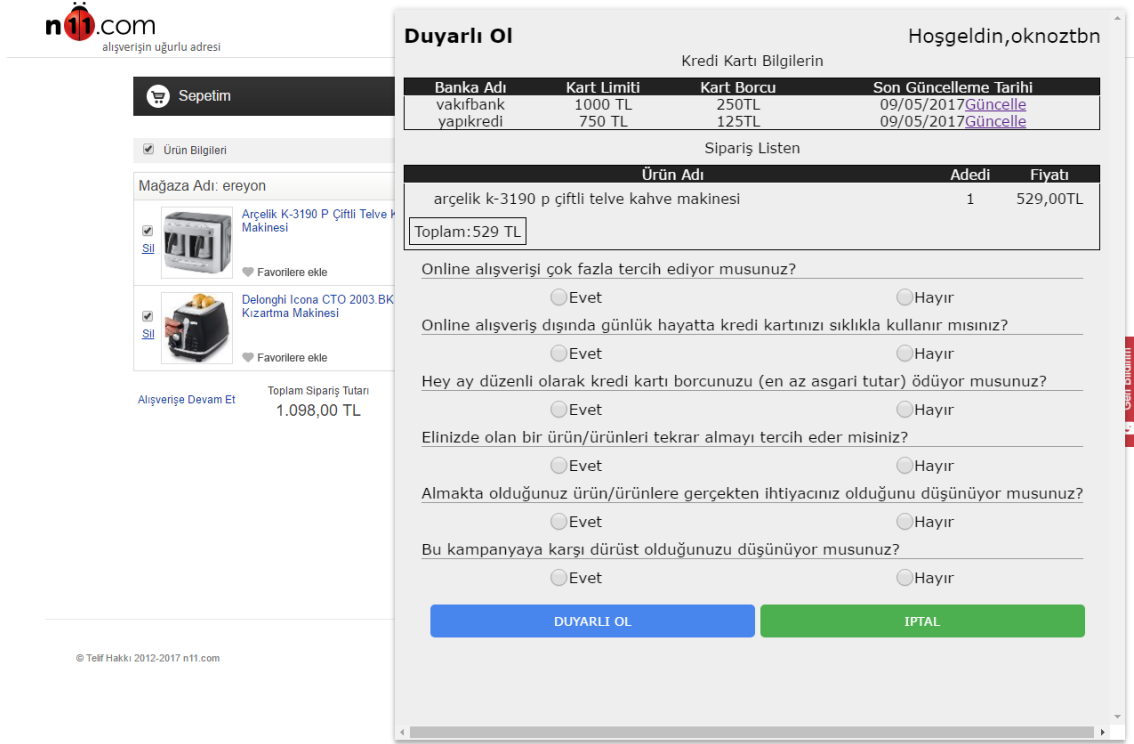 n11.com
alışverişin uğurlu adresi
Sepetim
Ürün Bilgileri
Mağaza Adı: ereyon
Arçelik K-3190 P Çiftli Telve
Makinesi
Sil
Favorilere ekle
Delonghi Icona CTO 2003.BK
Kızartma Makinesi
Sil
Favorilere ekle
Alışverişe Devam Et
Toplam Sipariş Tutarı
1.098,00 TL
© Telif Hakkı 2012-2017 n11.com
Duyarlı Ol
Hoşgeldin,oknoztbn
Kredi Kartı Bilgilerin
Banka Adı Kart Limiti Kart Borcu Son Güncelleme Tarihi
vakıfbank 1000 TL 250TL 09/05/2017Güncelle
yapıkredi 750 TL 125TL 09/05/2017Güncelle
Sipariş Listen
Ürün Adı Adedi Fiyatı
arçelik k-3190 p çiftli telve kahve makinesi 1 529,00TL
Toplam:529 TL
Online alışverişi çok fazla tercih ediyor musunuz?
Evet Hayır
Online alışveriş dışında günlük hayatta kredi kartınızı sıklıkla kullanır mısınız?
Evet Hayır
Hey ay düzenli olarak kredi kartı borcunuzu (en az asgari tutar) ödüyor musunuz?
Evet Hayır
Elinizde olan bir ürün/ürünleri tekrar almayı tercih eder misiniz?
Evet Hayır
Almakta olduğunuz ürün/ürünlere gerçekten ihtiyacınız olduğunu düşünüyor musunuz?
Evet Hayır
Bu kampanyaya karşı dürüst olduğunuzu düşünüyor musunuz?
Evet Hayır
DUYARLI OL IPTAL
Geri Bildirim